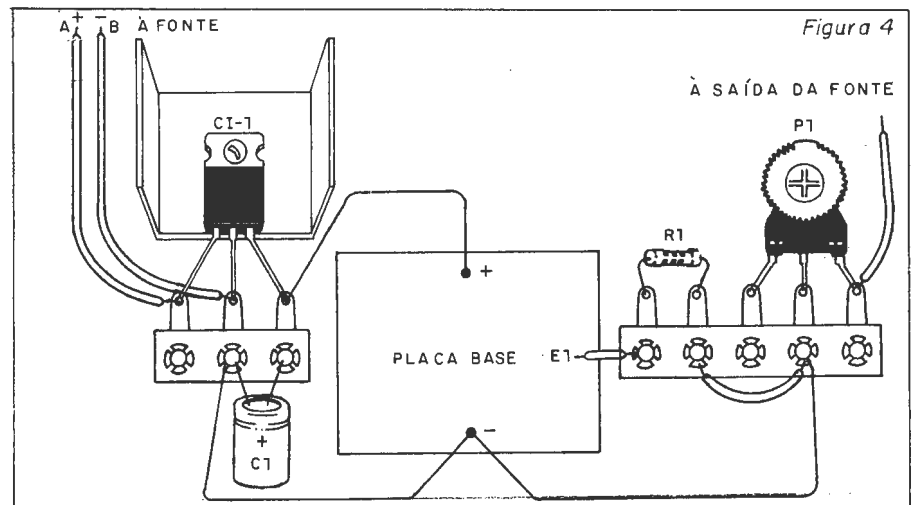 Figura 4
A + − B À FONTE
À SAÍDA DA FONTE
CI-1
P1
R1
+
PLACA BASE
E1
−
+
C1